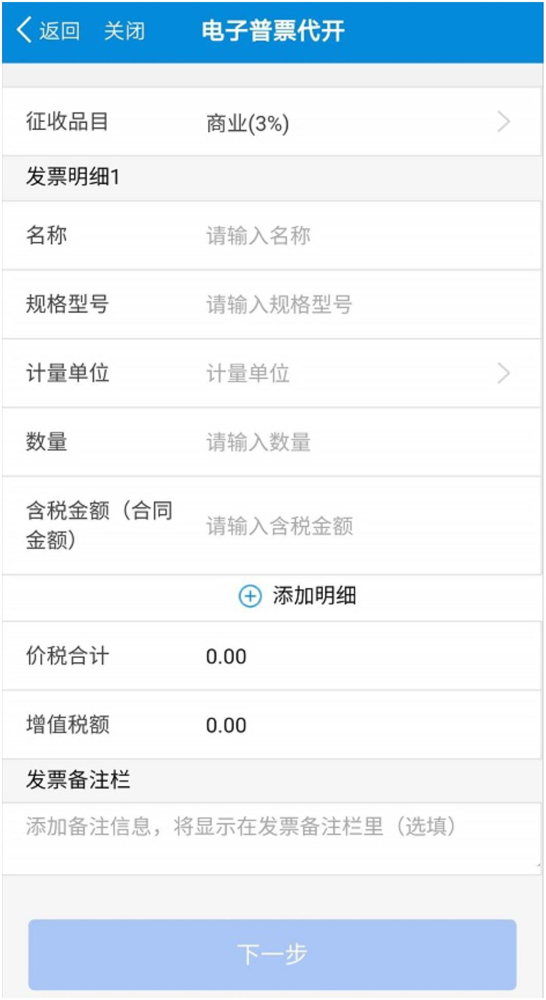 返回 关闭 电子普票代开
征收品目 商业(3%)
发票明细1
名称 请输入名称
规格型号 请输入规格型号
计量单位 计量单位
数量 请输入数量
含税金额（合同
金额） 请输入含税金额
添加明细
价税合计 0.00
增值税额 0.00
发票备注栏
添加备注信息，将显示在发票备注栏里（选填）
下一步